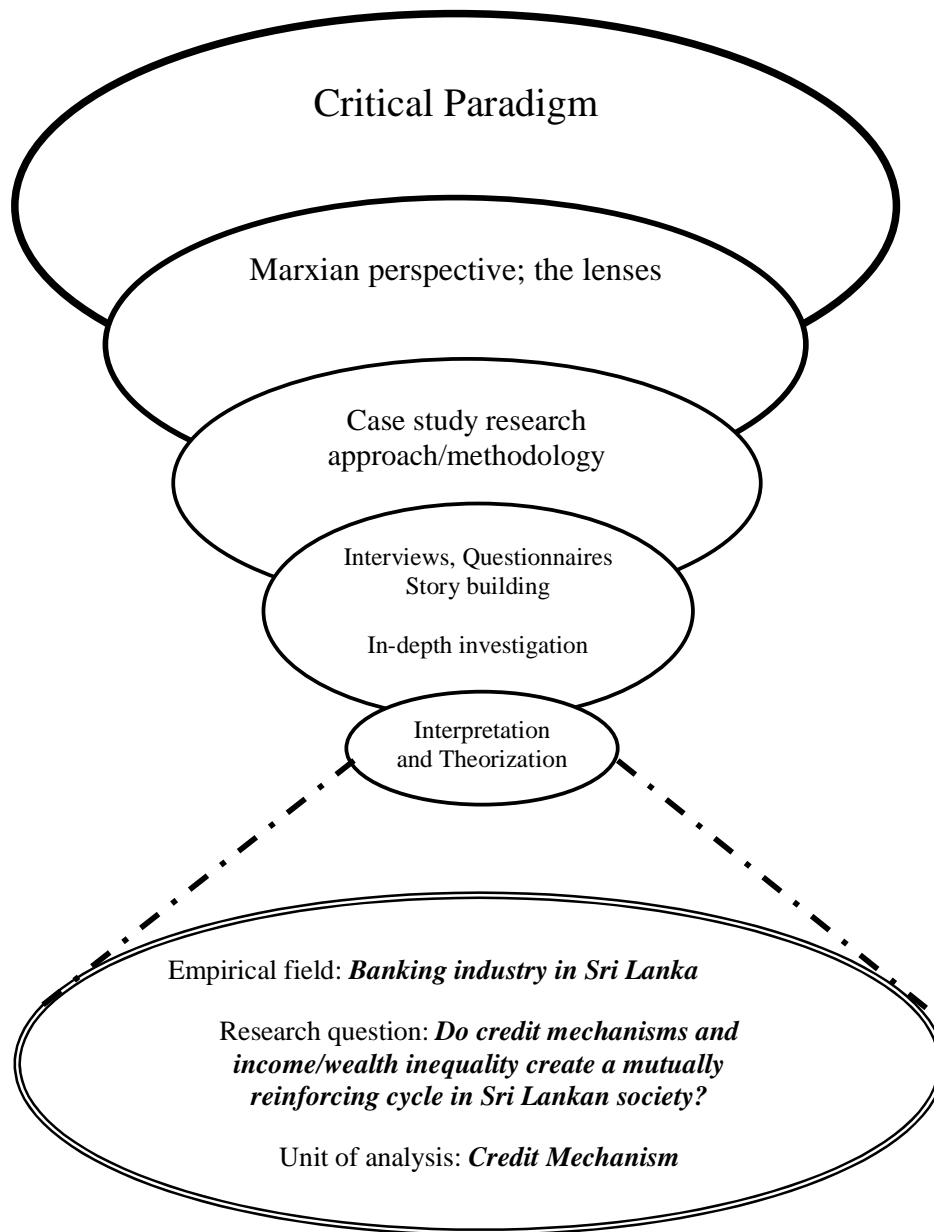 Critical Paradigm
Marxian perspective; the lenses
Case study research
approach/methodology
Interviews, Questionnaires
Story building
In-depth investigation
Interpretation
and Theorization
Empirical field: Banking industry in Sri Lanka
Research question: Do credit mechanisms and
income/wealth inequality create a mutually
reinforcing cycle in Sri Lankan society?
Unit of analysis: Credit Mechanism